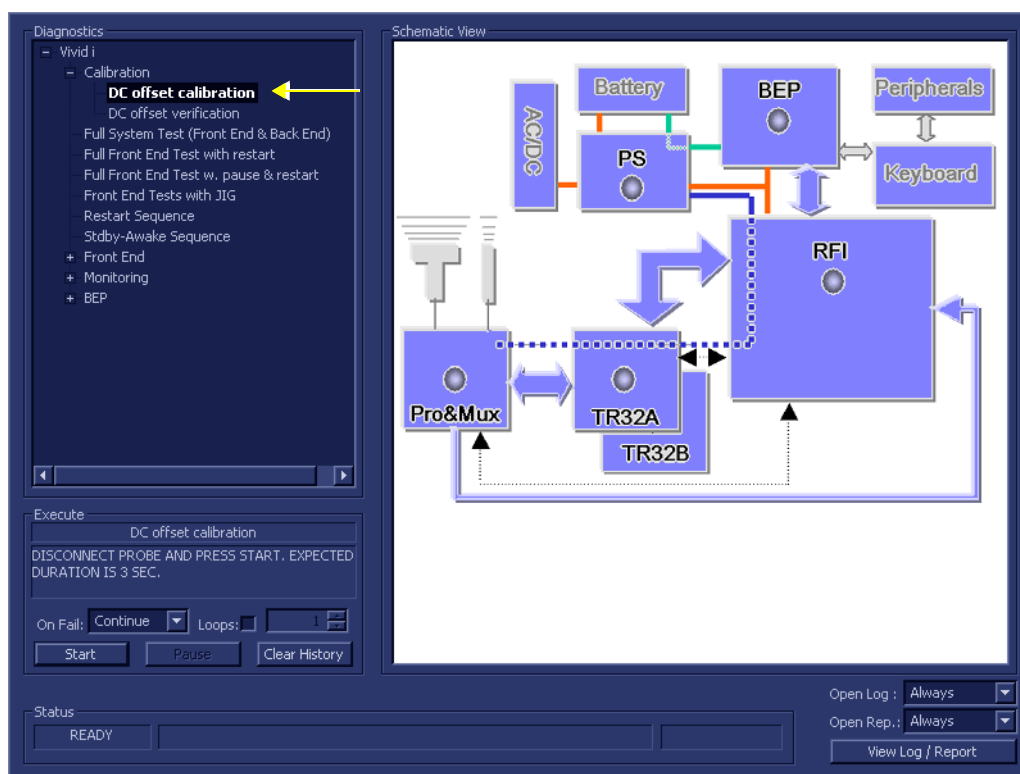 Diagnostics
Vivid i
Calibration
DC offset calibration
DC offset verification
Full System Test (Front End & Back End)
Full Front End Test with restart
Full Front End Test w. pause & restart
Front End Tests with JIG
Restart Sequence
Stdby-Awake Sequence
Front End
Monitoring
BEP
Execute
DC offset calibration
DISCONNECT PROBE AND PRESS START. EXPECTED
DURATION IS 3 SEC.
On Fail: Continue Loops: 1
Start Pause Clear History
Schematic View
Battery
BEP
Peripherals
AC/DC
PS
Keyboard
RFI
Pro&Mux
TR32A
TR32B
Status
READY
Open Log : Always
Open Rep.: Always
View Log / Report